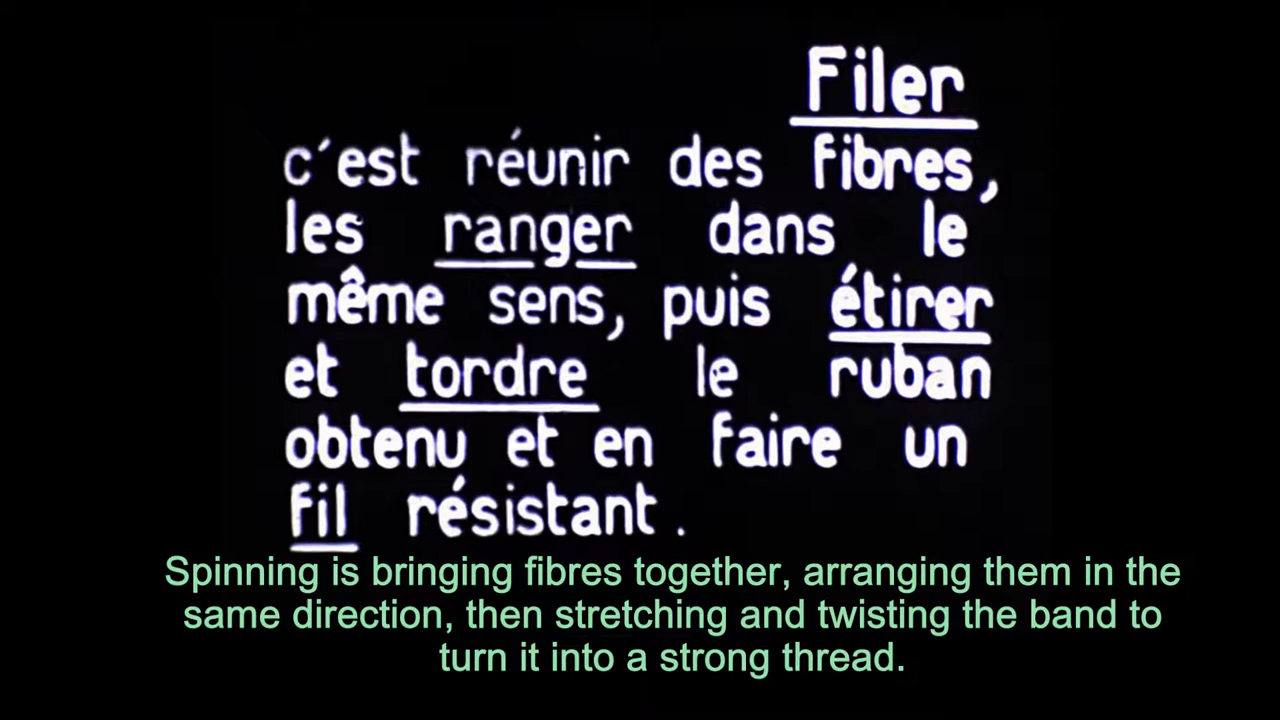 Filer
c'est réunir des fibres,
les ranger dans le
même sens, puis étirer
et tordre le ruban
obtenu et en faire un
fil résistant.
Spinning is bringing fibres together, arranging them in the
same direction, then stretching and twisting the band to
turn it into a strong thread.